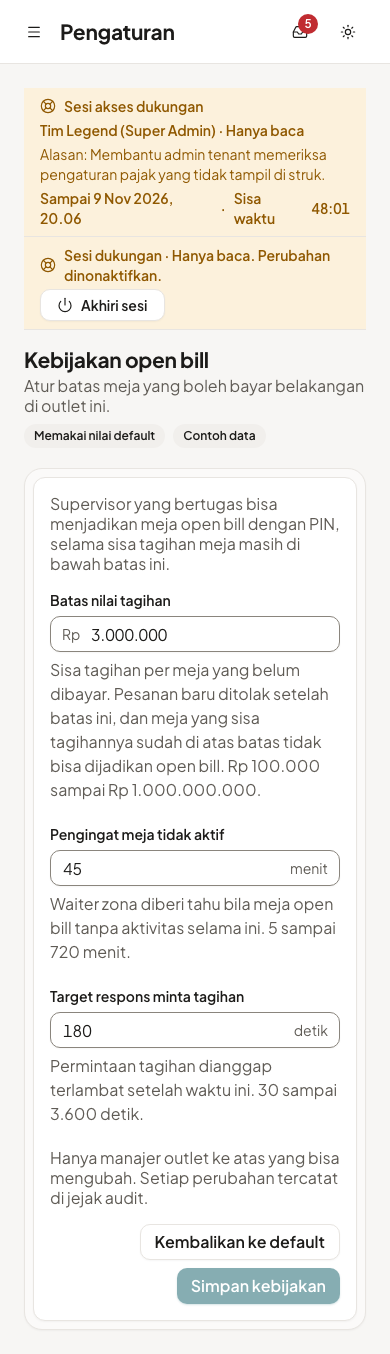 Pengaturan
5
Sesi akses dukungan
Tim Legend (Super Admin) · Hanya baca
Alasan: Membantu admin tenant memeriksa
pengaturan pajak yang tidak tampil di struk.
Sampai 9 Nov 2026, 20.06 · Sisa waktu 48:01
Sesi dukungan · Hanya baca. Perubahan
dinonaktifkan.
Akhiri sesi
Kebijakan open bill
Atur batas meja yang boleh bayar belakangan
di outlet ini.
Memakai nilai default Contoh data
Supervisor yang bertugas bisa
menjadikan meja open bill dengan PIN,
selama sisa tagihan meja masih di
bawah batas ini.
Batas nilai tagihan
Rp 3.000.000
Sisa tagihan per meja yang belum
dibayar. Pesanan baru ditolak setelah
batas ini, dan meja yang sisa
tagihannya sudah di atas batas tidak
bisa dijadikan open bill. Rp 100.000
sampai Rp 1.000.000.000.
Pengingat meja tidak aktif
45 menit
Waiter zona diberi tahu bila meja open
bill tanpa aktivitas selama ini. 5 sampai
720 menit.
Target respons minta tagihan
180 detik
Permintaan tagihan dianggap
terlambat setelah waktu ini. 30 sampai
3.600 detik.
Hanya manajer outlet ke atas yang bisa
mengubah. Setiap perubahan tercatat
di jejak audit.
Kembalikan ke default
Simpan kebijakan